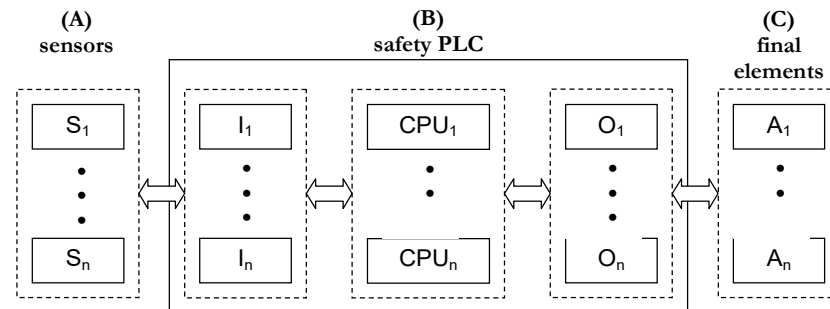 (A) (B) (C)
sensors safety PLC final
elements
S1 I1 CPU1 O1 A1
Sn In CPUn On An